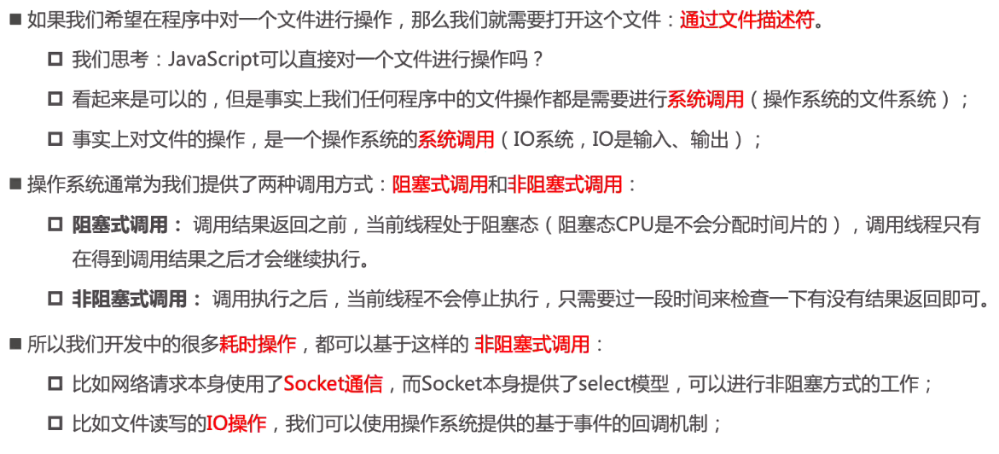 ■ 如果我们希望在程序中对一个文件进行操作，那么我们就需要打开这个文件：通过文件描述符。
我们思考：JavaScript可以直接对一个文件进行操作吗？
看起来是可以的，但是事实上我们任何程序中的文件操作都是需要进行系统调用（操作系统的文件系统）；
事实上对文件的操作，是一个操作系统的系统调用（IO系统，IO是输入、输出）；
■ 操作系统通常为我们提供了两种调用方式：阻塞式调用和非阻塞式调用：
阻塞式调用： 调用结果返回之前，当前线程处于阻塞态（阻塞态CPU是不会分配时间片的），调用线程只有
在得到调用结果之后才会继续执行。
非阻塞式调用： 调用执行之后，当前线程不会停止执行，只需要过一段时间来检查一下有没有结果返回即可。
■ 所以我们开发中的很多耗时操作，都可以基于这样的 非阻塞式调用：
比如网络请求本身使用了Socket通信，而Socket本身提供了select模型，可以进行非阻塞方式的工作；
比如文件读写的IO操作，我们可以使用操作系统提供的基于事件的回调机制；